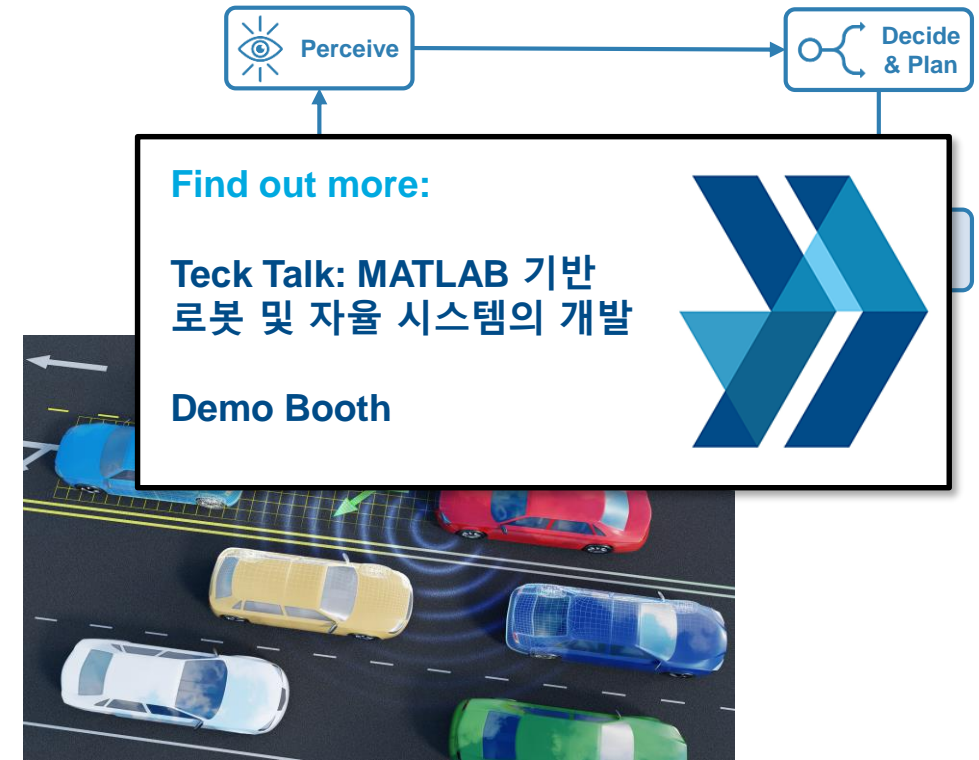 Perceive
Decide
& Plan
Find out more:
Teck Talk: MATLAB 기반
로봇 및 자율 시스템의 개발
Demo Booth